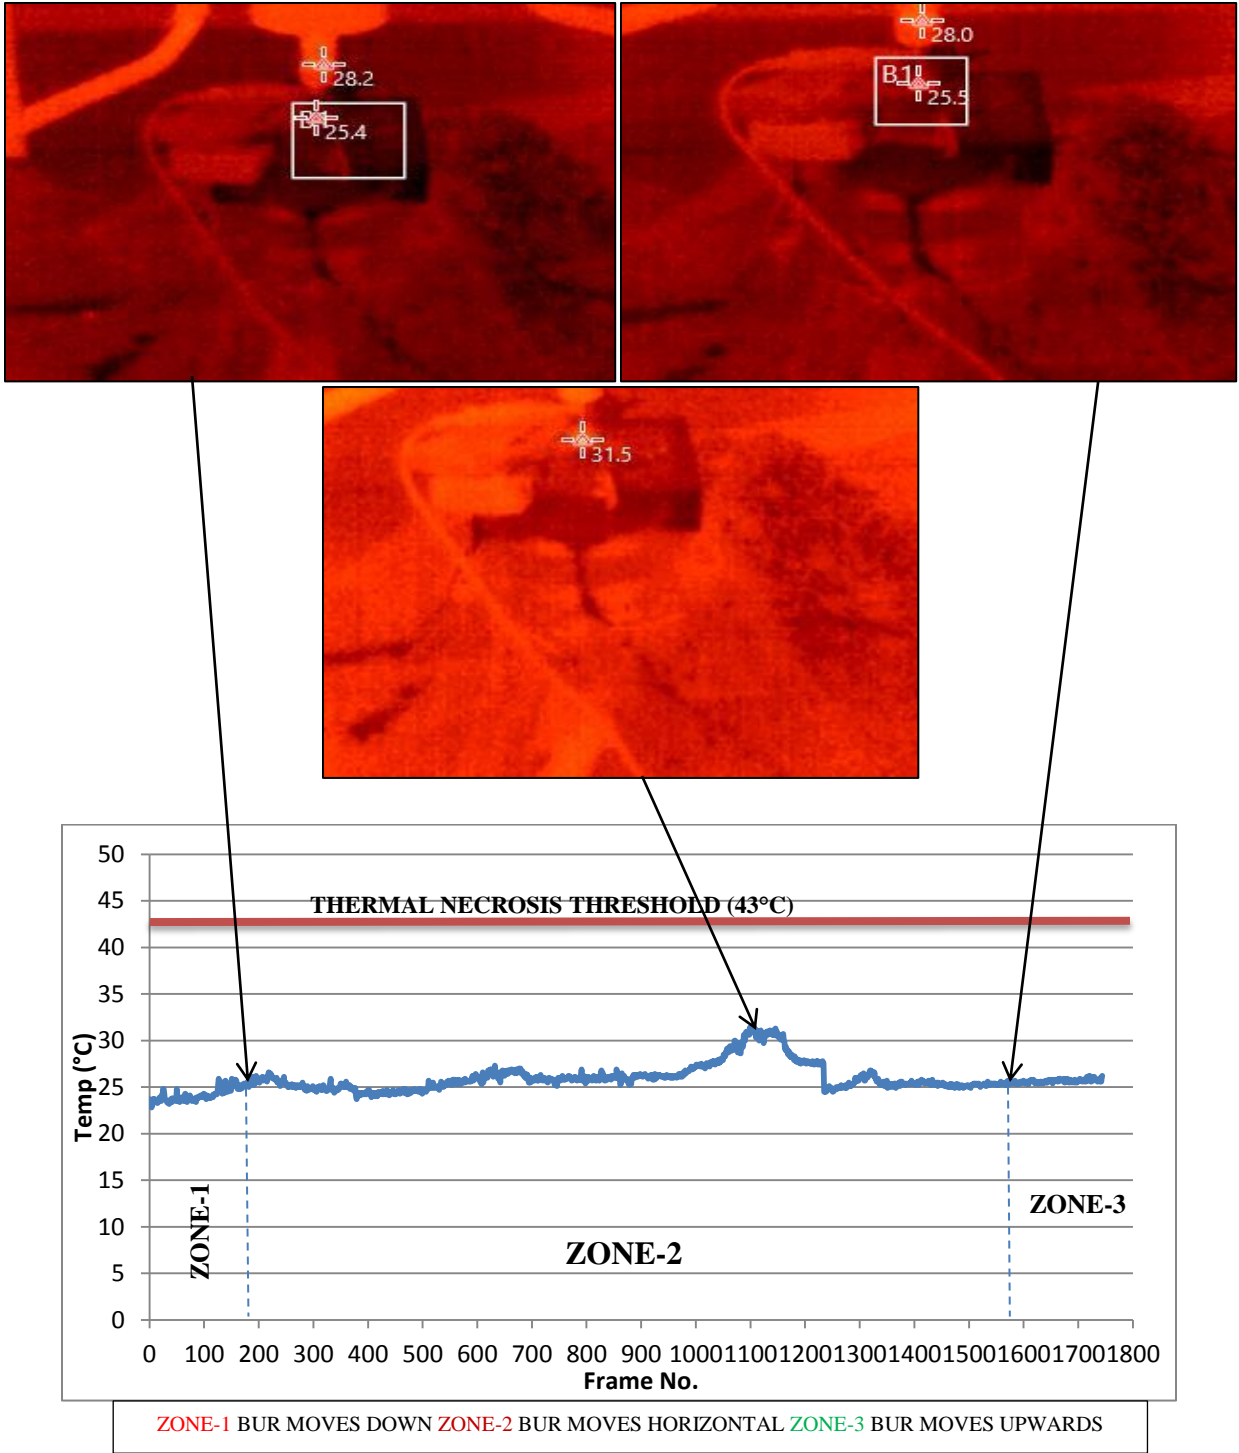 28.2
25.4
28.0
B1
25.5
31.5
50
THERMAL NECROSIS THRESHOLD (43°C)
45
40
35
30
25
20
15
10
5
0
Temp (°C)
ZONE-1
ZONE-2
ZONE-3
0 100 200 300 400 500 600 700 800 900 1000 1100 1200 1300 1400 1500 1600 1700 1800
Frame No.
ZONE-1 BUR MOVES DOWN ZONE-2 BUR MOVES HORIZONTAL ZONE-3 BUR MOVES UPWARDS